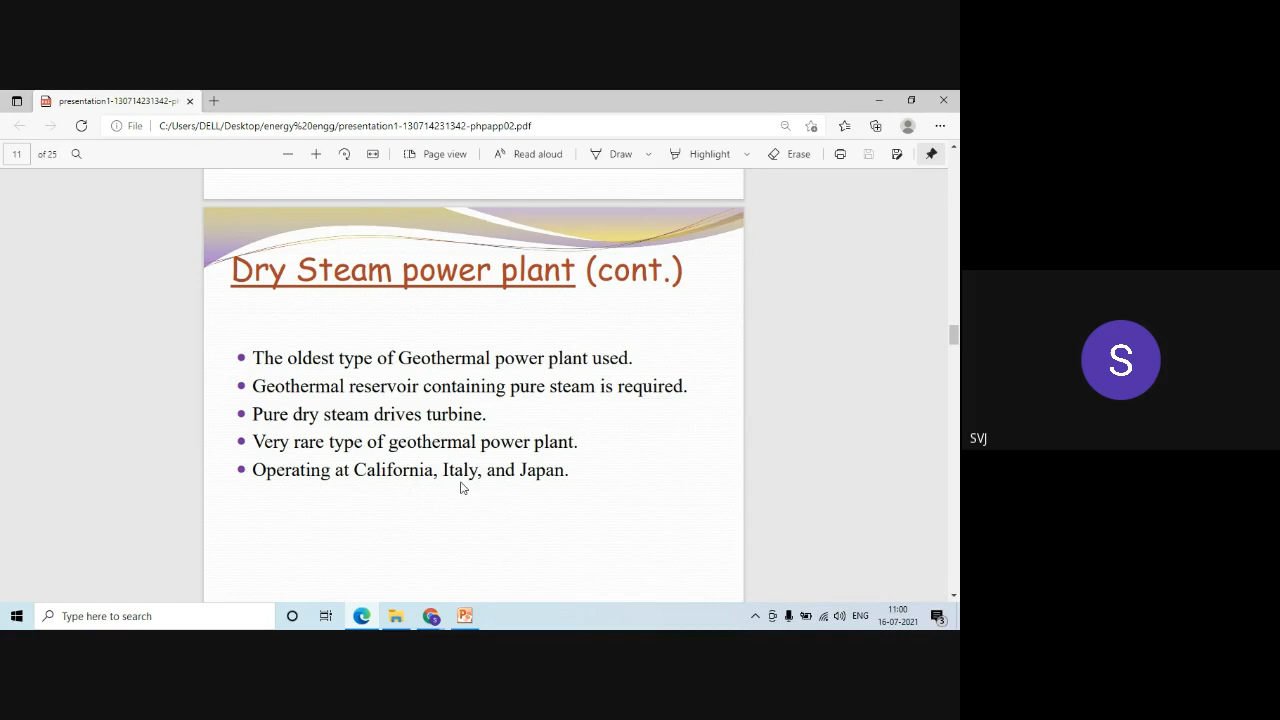 presentation1-130714231342-ph
File C:/Users/DELL/Desktop/energy%20engg/presentation1-130714231342-phpapp02.pdf
11 of 25 Page view Read aloud Draw Highlight Erase
Dry Steam power plant (cont.)
• The oldest type of Geothermal power plant used.
• Geothermal reservoir containing pure steam is required.
• Pure dry steam drives turbine.
• Very rare type of geothermal power plant.
• Operating at California, Italy, and Japan.
S
SVJ
Type here to search
ENG
11:00
16-07-2021
3